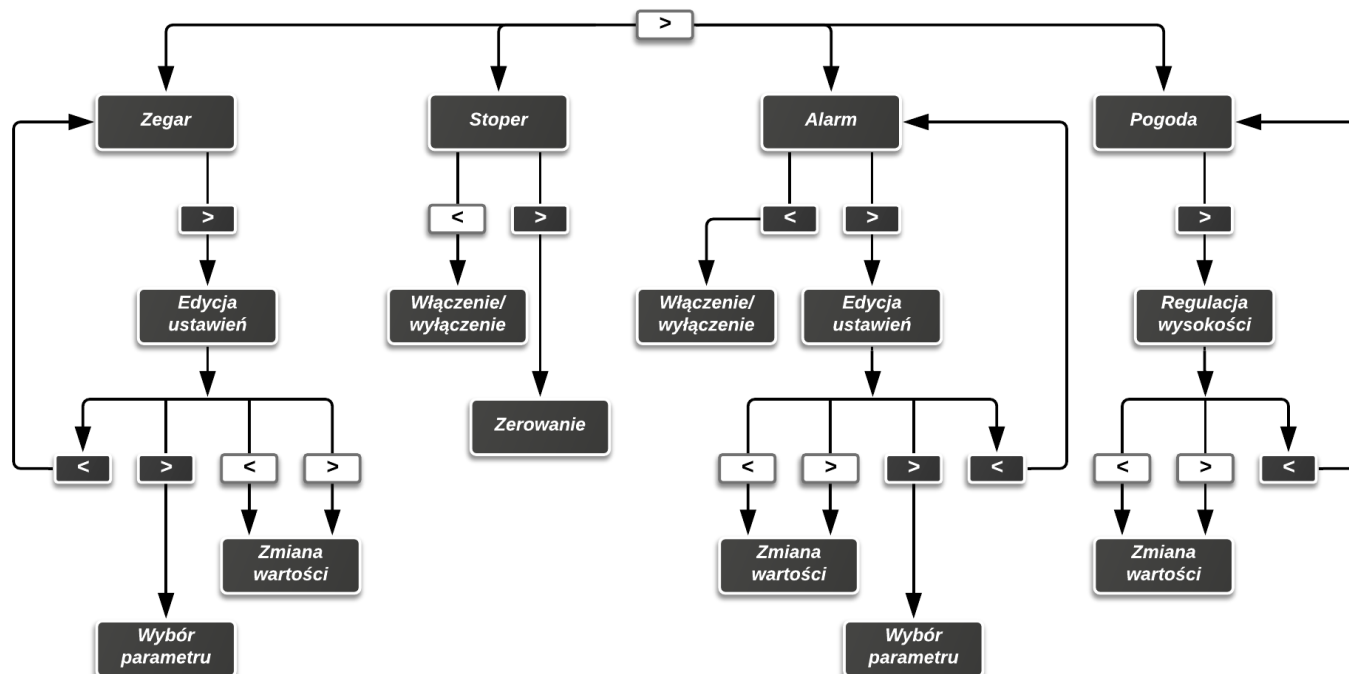 >
Zegar
Stoper
Alarm
Pogoda
>
<
>
<
>
>
Edycja
ustawień
Włączenie/
wyłączenie
Włączenie/
wyłączenie
Edycja
ustawień
Regulacja
wysokości
Zerowanie
<
>
<
>
<
>
>
<
<
>
<
Zmiana
wartości
Zmiana
wartości
Zmiana
wartości
Wybór
parametru
Wybór
parametru